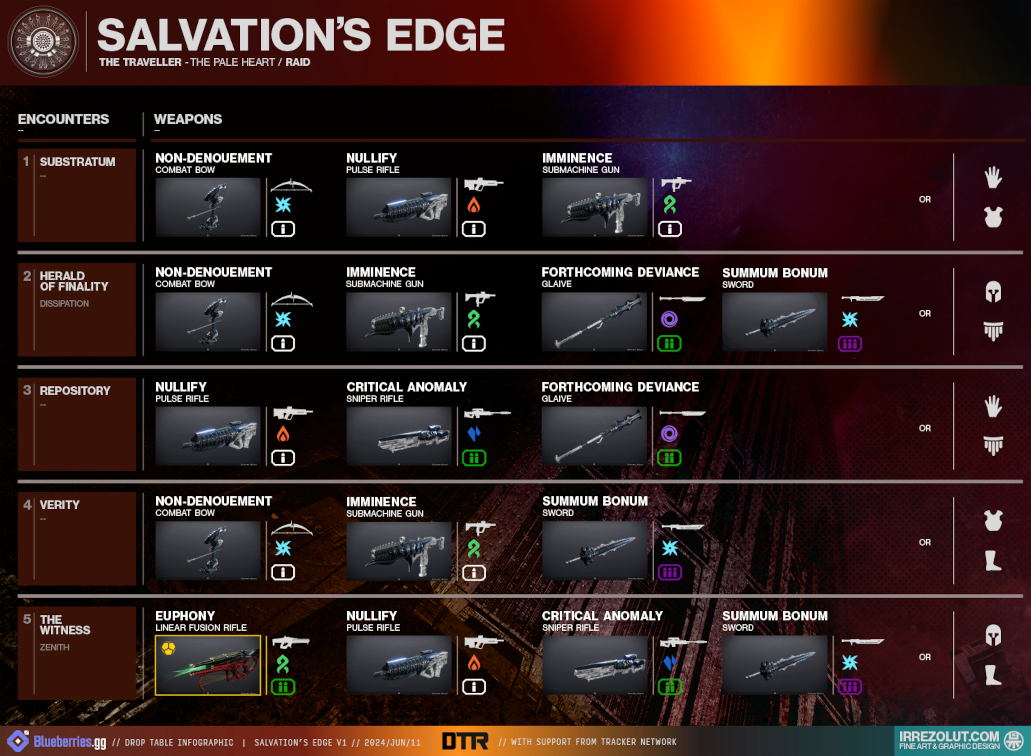 SALVATION'S EDGE
THE TRAVELLER - THE PALE HEART / RAID
ENCOUNTERS
--
WEAPONS
--
1 SUBSTRATUM
--
NON-DENOUEMENT
COMBAT BOW
NULLIFY
PULSE RIFLE
IMMINENCE
SUBMACHINE GUN
OR
2 HERALD
OF FINALITY
DISSIPATION
NON-DENOUEMENT
COMBAT BOW
IMMINENCE
SUBMACHINE GUN
FORTHCOMING DEVIANCE
GLAIVE
SUMMUM BONUM
SWORD
OR
3 REPOSITORY
--
NULLIFY
PULSE RIFLE
CRITICAL ANOMALY
SNIPER RIFLE
FORTHCOMING DEVIANCE
GLAIVE
OR
4 VERITY
--
NON-DENOUEMENT
COMBAT BOW
IMMINENCE
SUBMACHINE GUN
SUMMUM BONUM
SWORD
OR
5 THE
WITNESS
ZENITH
EUPHONY
LINEAR FUSION RIFLE
NULLIFY
PULSE RIFLE
CRITICAL ANOMALY
SNIPER RIFLE
SUMMUM BONUM
SWORD
OR
Blueberries.gg // DROP TABLE INFOGRAPHIC | SALVATION'S EDGE V1 // 2024/JUN/11 DTR // WITH SUPPORT FROM TRACKER NETWORK
IRREZOLUT.COM
FINE ART & GRAPHIC DESIGN